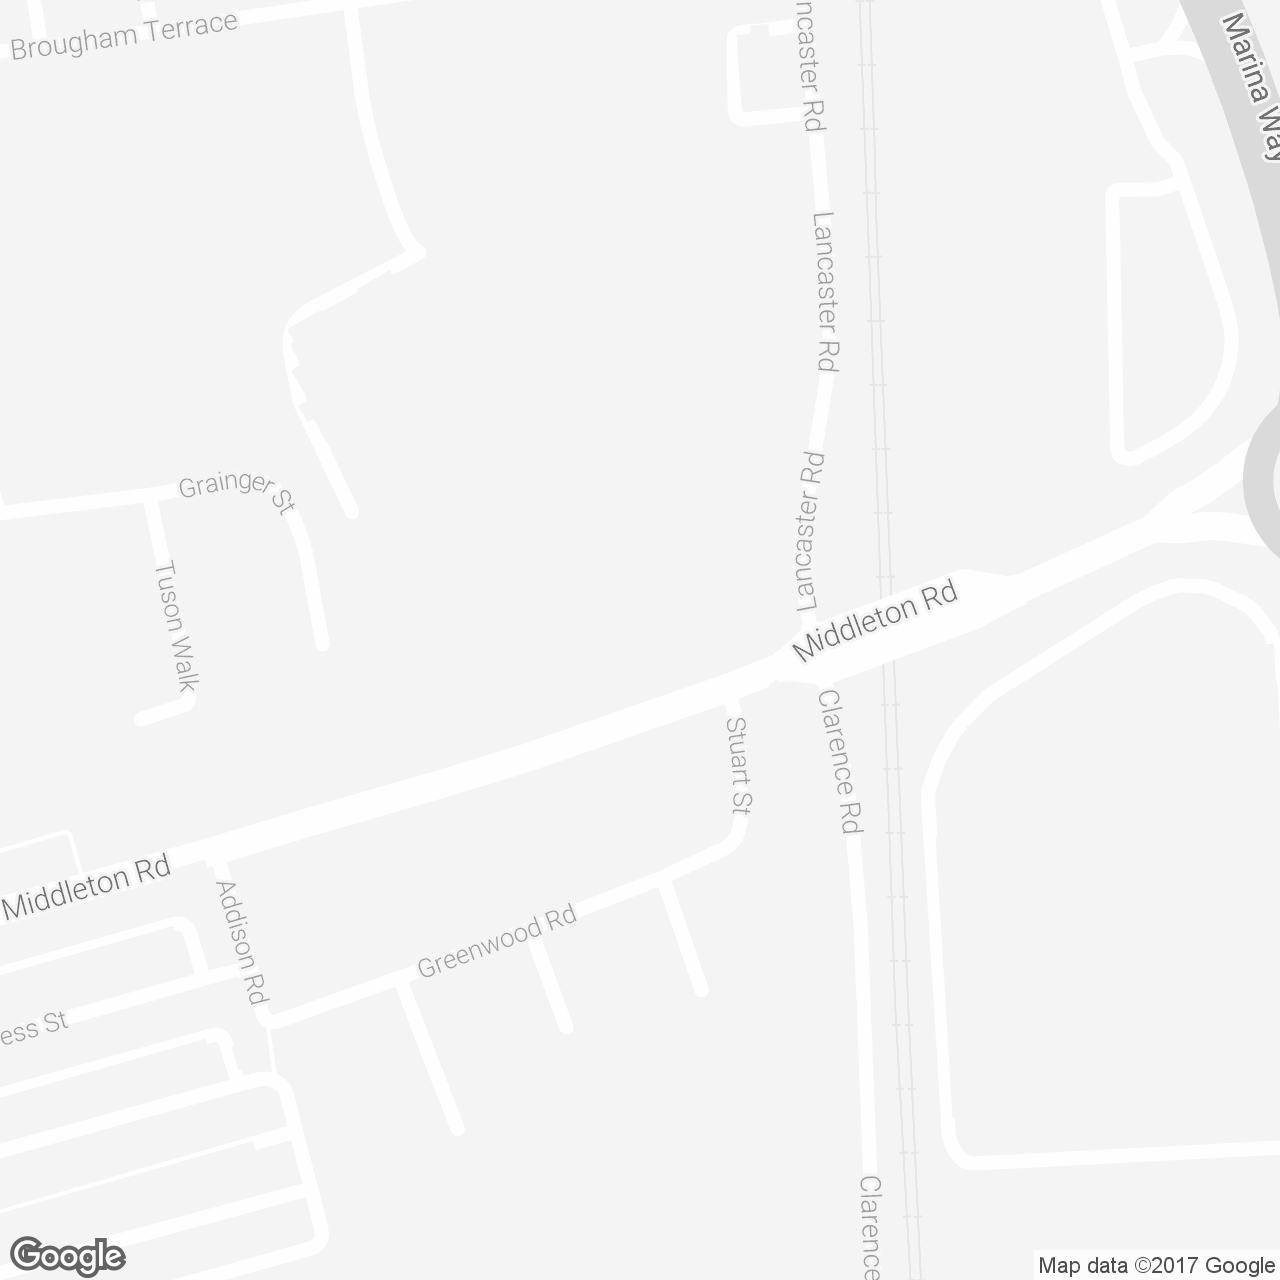 Brougham Terrace
ncaster Rd
Marina Way
Lancaster Rd
Grainger St
Lancaster Rd
Tuson Walk
Middleton Rd
Clarence Rd
Stuart St
Middleton Rd
Addison Rd
Greenwood Rd
ess St
Clarence
Google
Map data ©2017 Google